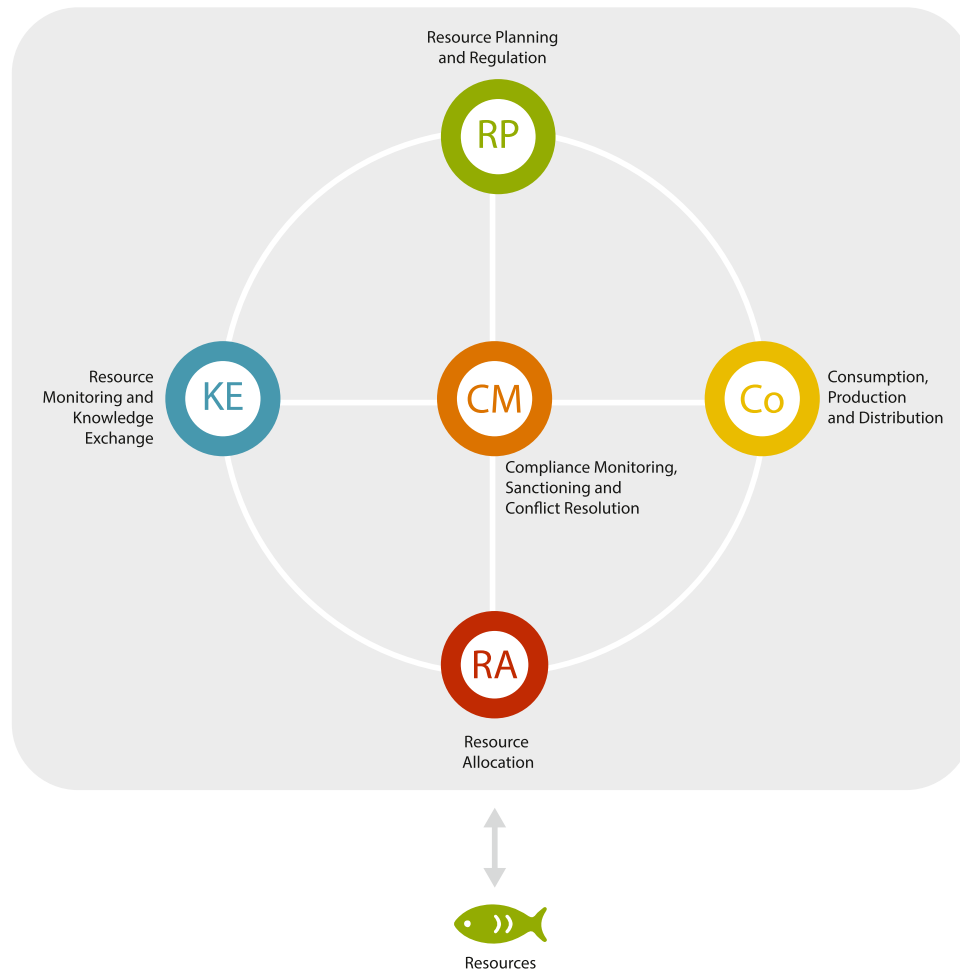 Resource Planning
and Regulation
RP
Resource
Monitoring and
Knowledge
Exchange
KE
CM
Compliance Monitoring,
Sanctioning and
Conflict Resolution
Co
Consumption,
Production
and Distribution
RA
Resource
Allocation
Resources